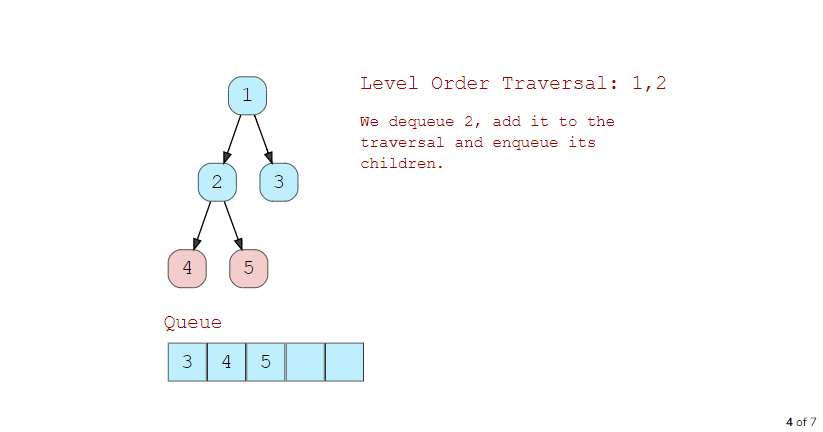 Level Order Traversal: 1,2
We dequeue 2, add it to the
traversal and enqueue its
children.
1
2
3
4
5
Queue
3 4 5
4 of 7